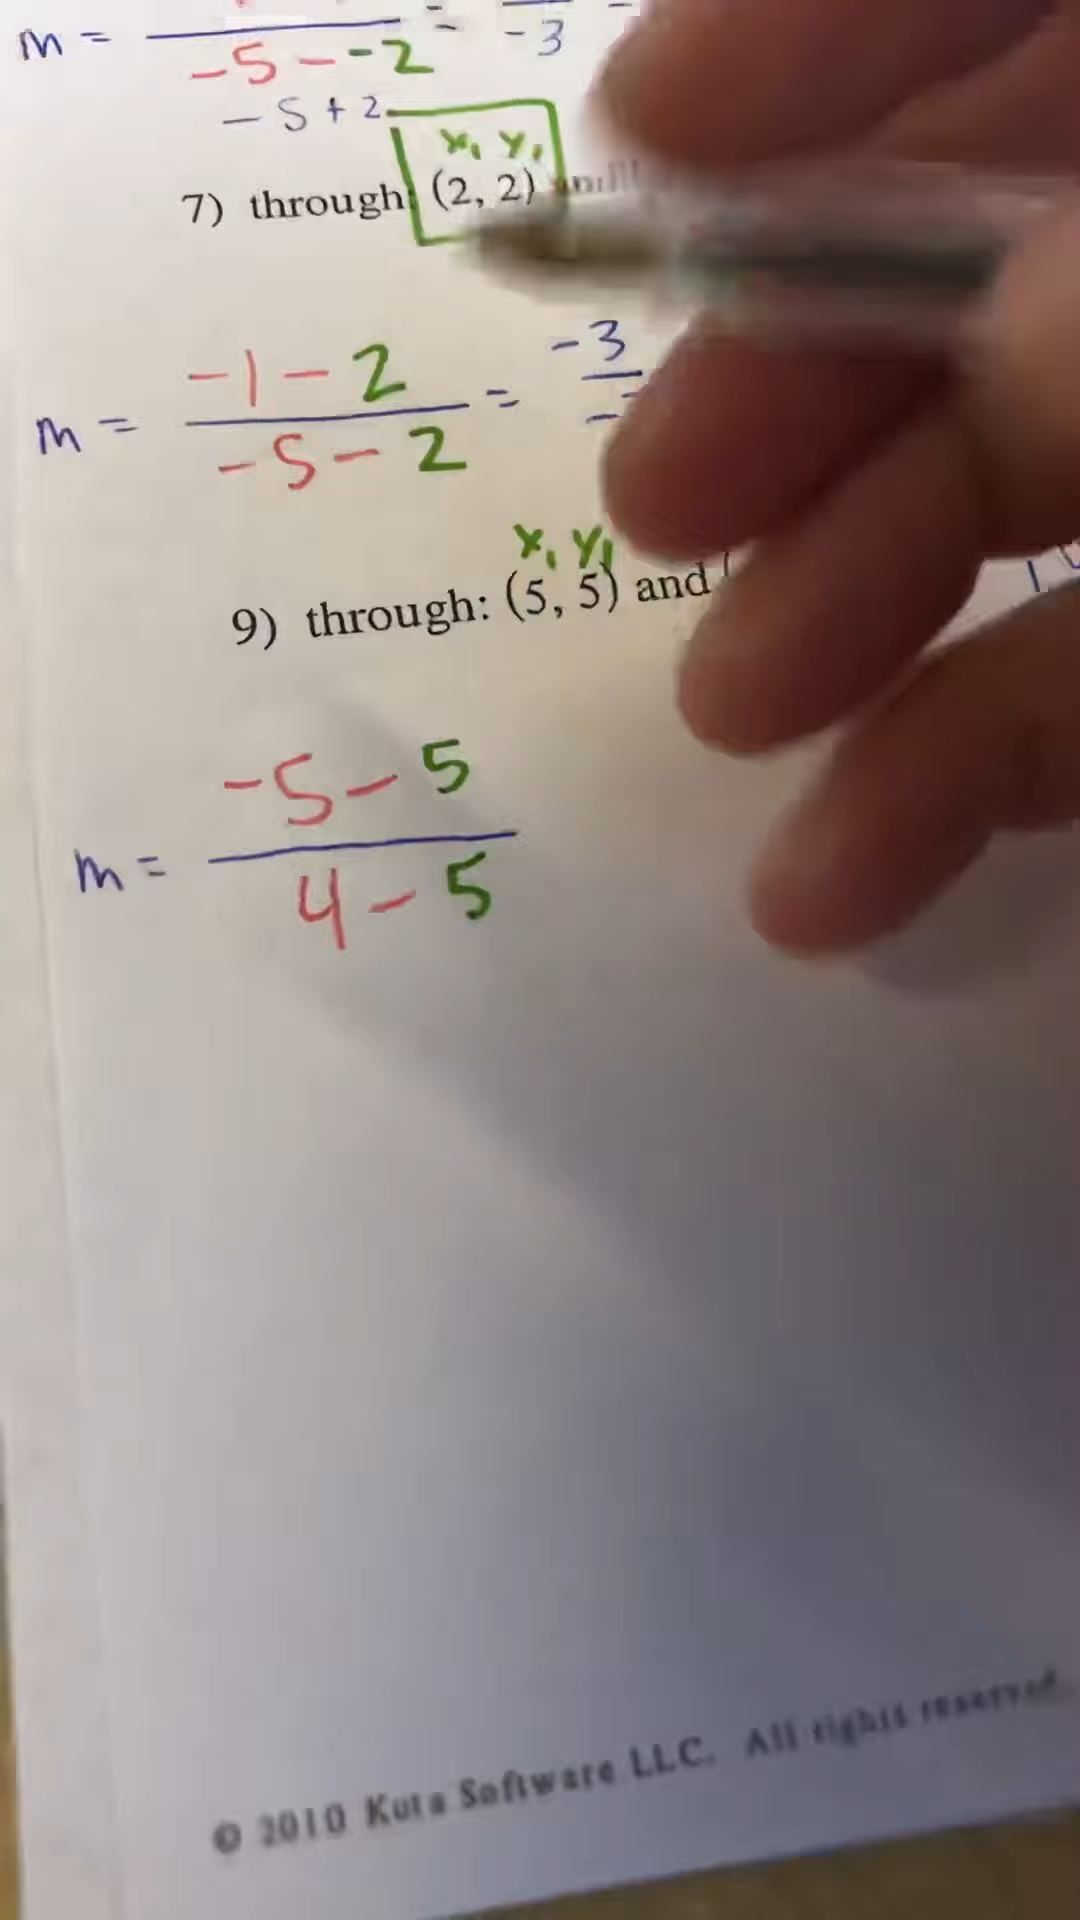 m = -5 - -2 = -3
-5 + 2
x₁ y₁
7) through: (2, 2)
-1 - 2 -3
m = =
-5 - 2
x₁ y₁
9) through: (5, 5) and
-5 - 5
m =
4 - 5
© 2010 Kuta Software LLC. All rights reserved.